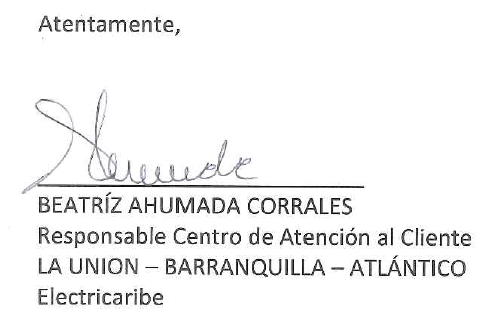 Atentamente,
BEATRÍZ AHUMADA CORRALES
Responsable Centro de Atención al Cliente
LA UNION – BARRANQUILLA – ATLÁNTICO
Electricaribe